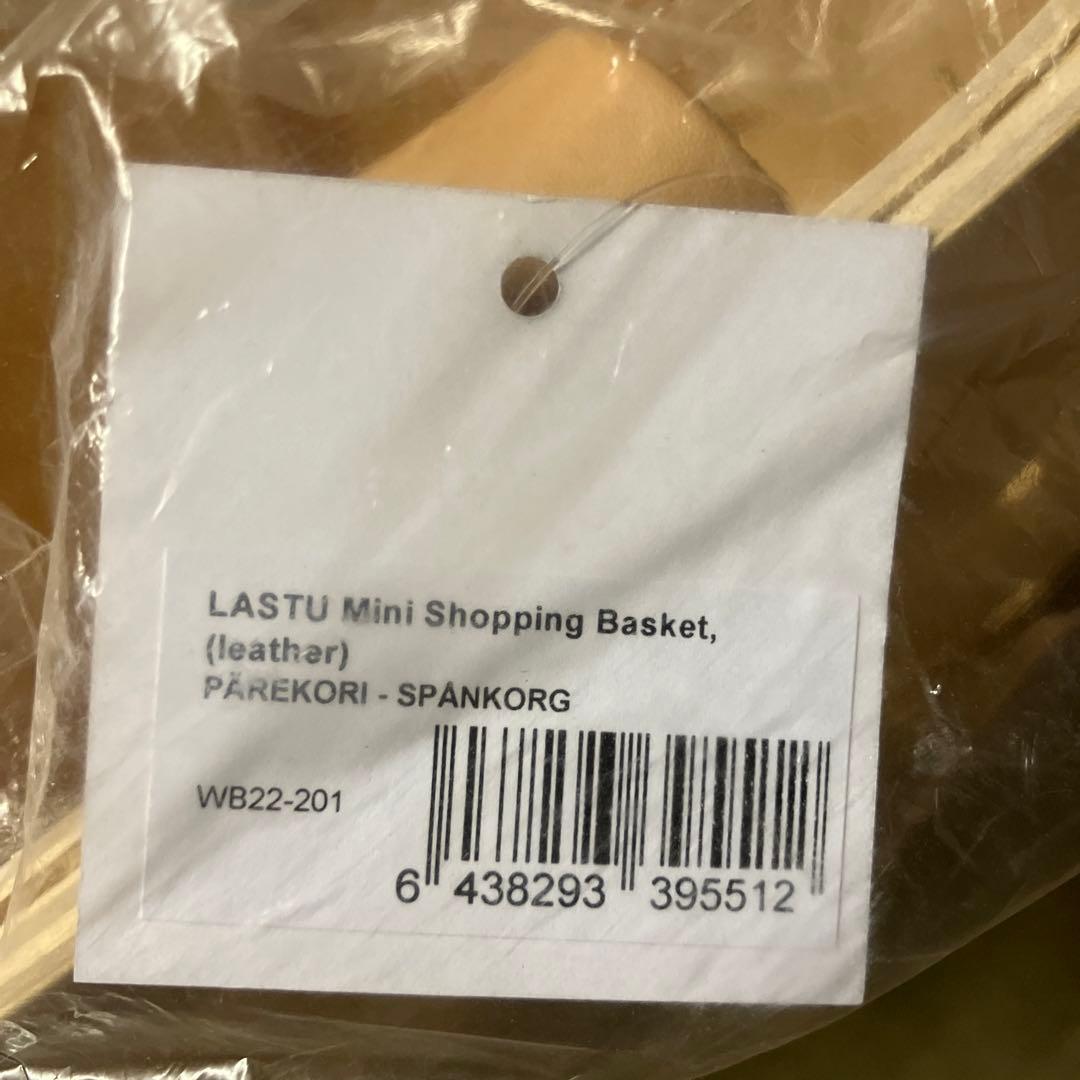 LASTU Mini Shopping Basket,
(leather)
PÄREKORI - SPÅNKORG
WB22-201
6 438293 395512